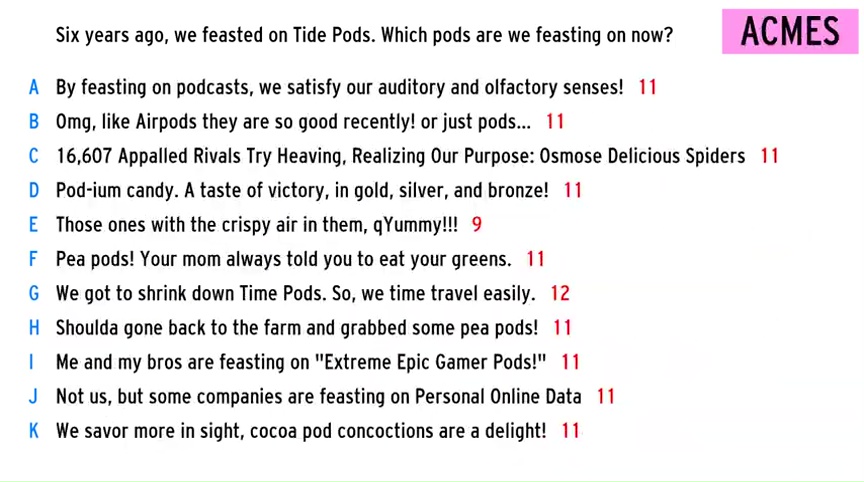 Six years ago, we feasted on Tide Pods. Which pods are we feasting on now?
ACMES
A By feasting on podcasts, we satisfy our auditory and olfactory senses! 11
B Omg, like Airpods they are so good recently! or just pods... 11
C 16,607 Appalled Rivals Try Heaving, Realizing Our Purpose: Osmose Delicious Spiders 11
D Pod-ium candy. A taste of victory, in gold, silver, and bronze! 11
E Those ones with the crispy air in them, qYummy!!! 9
F Pea pods! Your mom always told you to eat your greens. 11
G We got to shrink down Time Pods. So, we time travel easily. 12
H Shoulda gone back to the farm and grabbed some pea pods! 11
I Me and my bros are feasting on "Extreme Epic Gamer Pods!" 11
J Not us, but some companies are feasting on Personal Online Data 11
K We savor more in sight, cocoa pod concoctions are a delight! 11